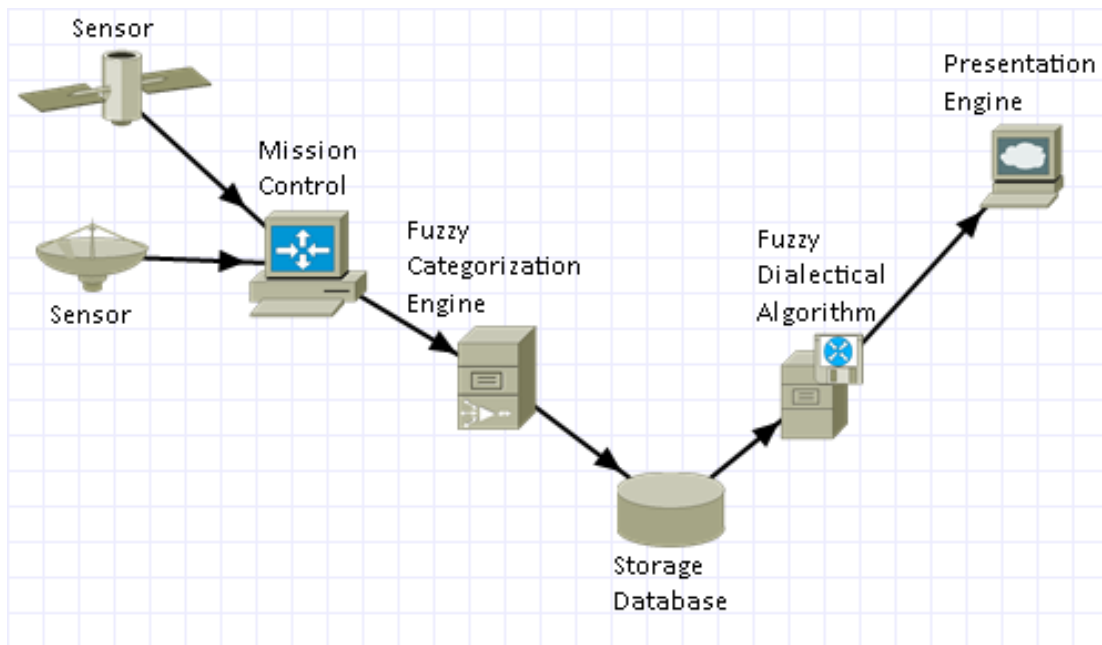 Sensor
Presentation
Engine
Mission
Control
Fuzzy
Categorization
Engine
Fuzzy
Dialectical
Algorithm
Sensor
Storage
Database